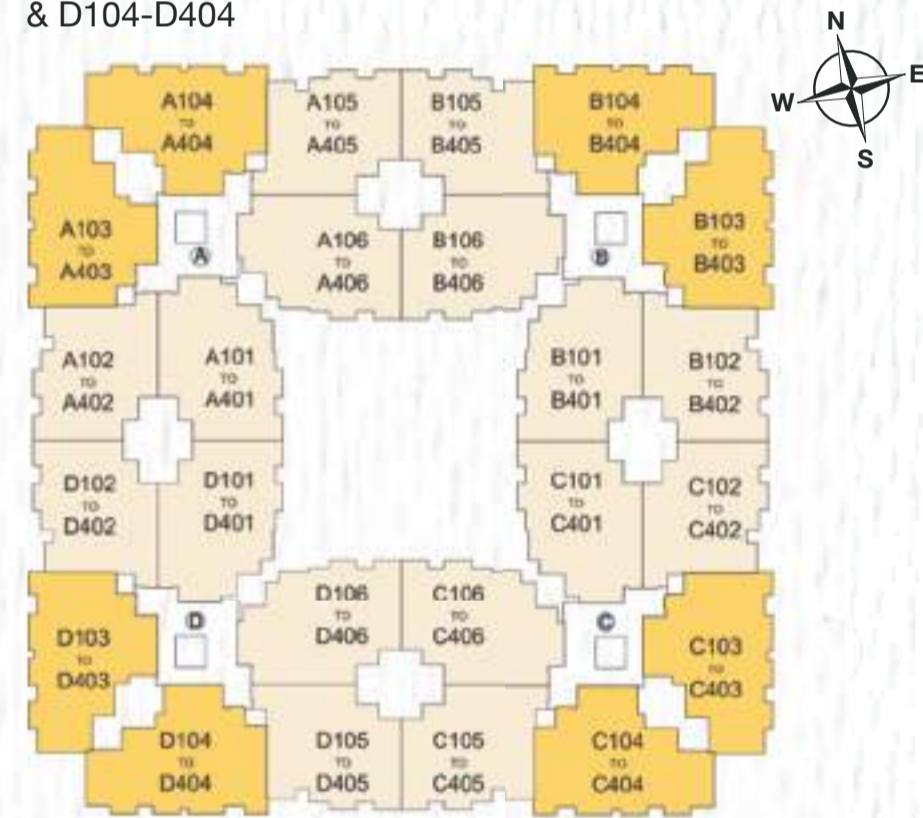 & D104-D404
N
W E
S
A104
TO
A404
A105
TO
A405
B105
TO
B405
B104
TO
B404
A103
TO
A403
A106
TO
A406
B106
TO
B406
B103
TO
B403
A
B
A102
TO
A402
A101
TO
A401
B101
TO
B401
B102
TO
B402
D102
TO
D402
D101
TO
D401
C101
TO
C401
C102
TO
C402
D
C
D103
TO
D403
D106
TO
D406
C106
TO
C406
C103
TO
C403
D104
TO
D404
D105
TO
D405
C105
TO
C405
C104
TO
C404